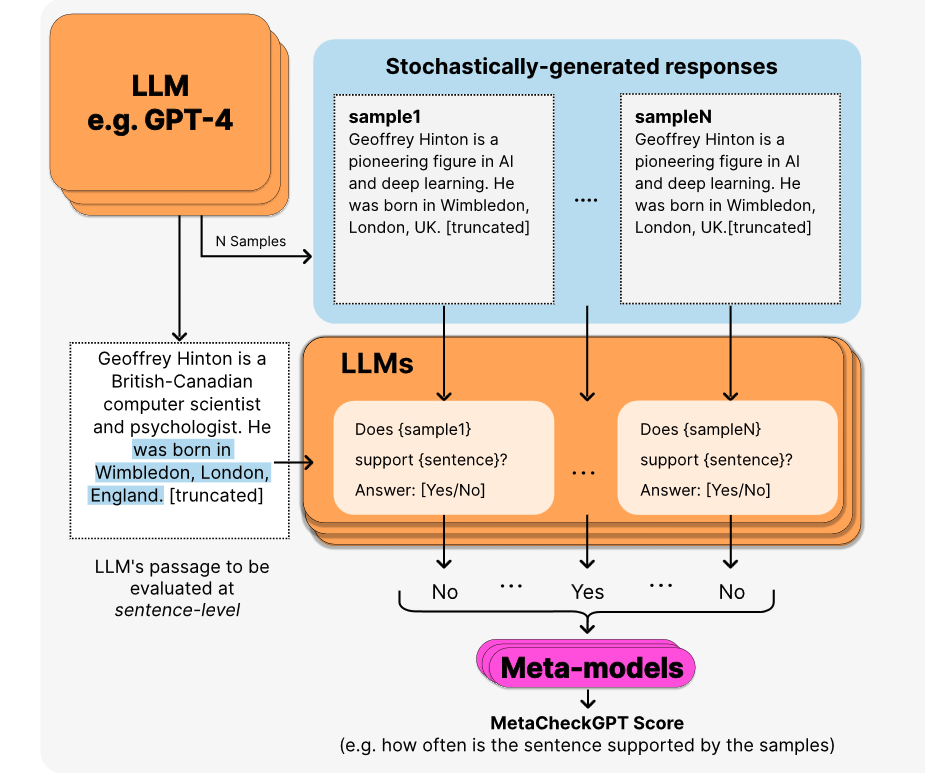 LLM
e.g. GPT-4
Stochastically-generated responses
sample1
Geoffrey Hinton is a
pioneering figure in AI
and deep learning. He
was born in Wimbledon,
London, UK. [truncated]
....
sampleN
Geoffrey Hinton is a
pioneering figure in AI
and deep learning. He
was born in Wimbledon,
London, UK.[truncated]
N Samples
Geoffrey Hinton is a
British-Canadian
computer scientist
and psychologist. He
was born in
Wimbledon, London,
England. [truncated]
LLM's passage to be
evaluated at
sentence-level
LLMs
Does {sample1}
support {sentence}?
Answer: [Yes/No]
...
Does {sampleN}
support {sentence}?
Answer: [Yes/No]
No ... Yes ... No
Meta-models
MetaCheckGPT Score
(e.g. how often is the sentence supported by the samples)